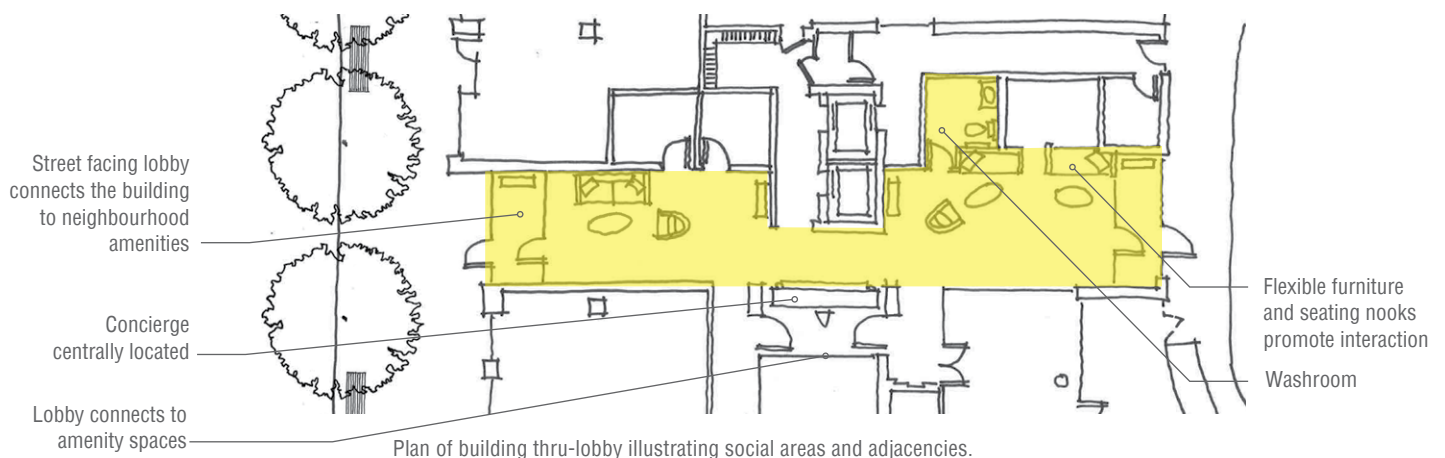 Street facing lobby
connects the building
to neighbourhood
amenities
Concierge
centrally located
Lobby connects to
amenity spaces
Flexible furniture
and seating nooks
promote interaction
Washroom
Plan of building thru-lobby illustrating social areas and adjacencies.